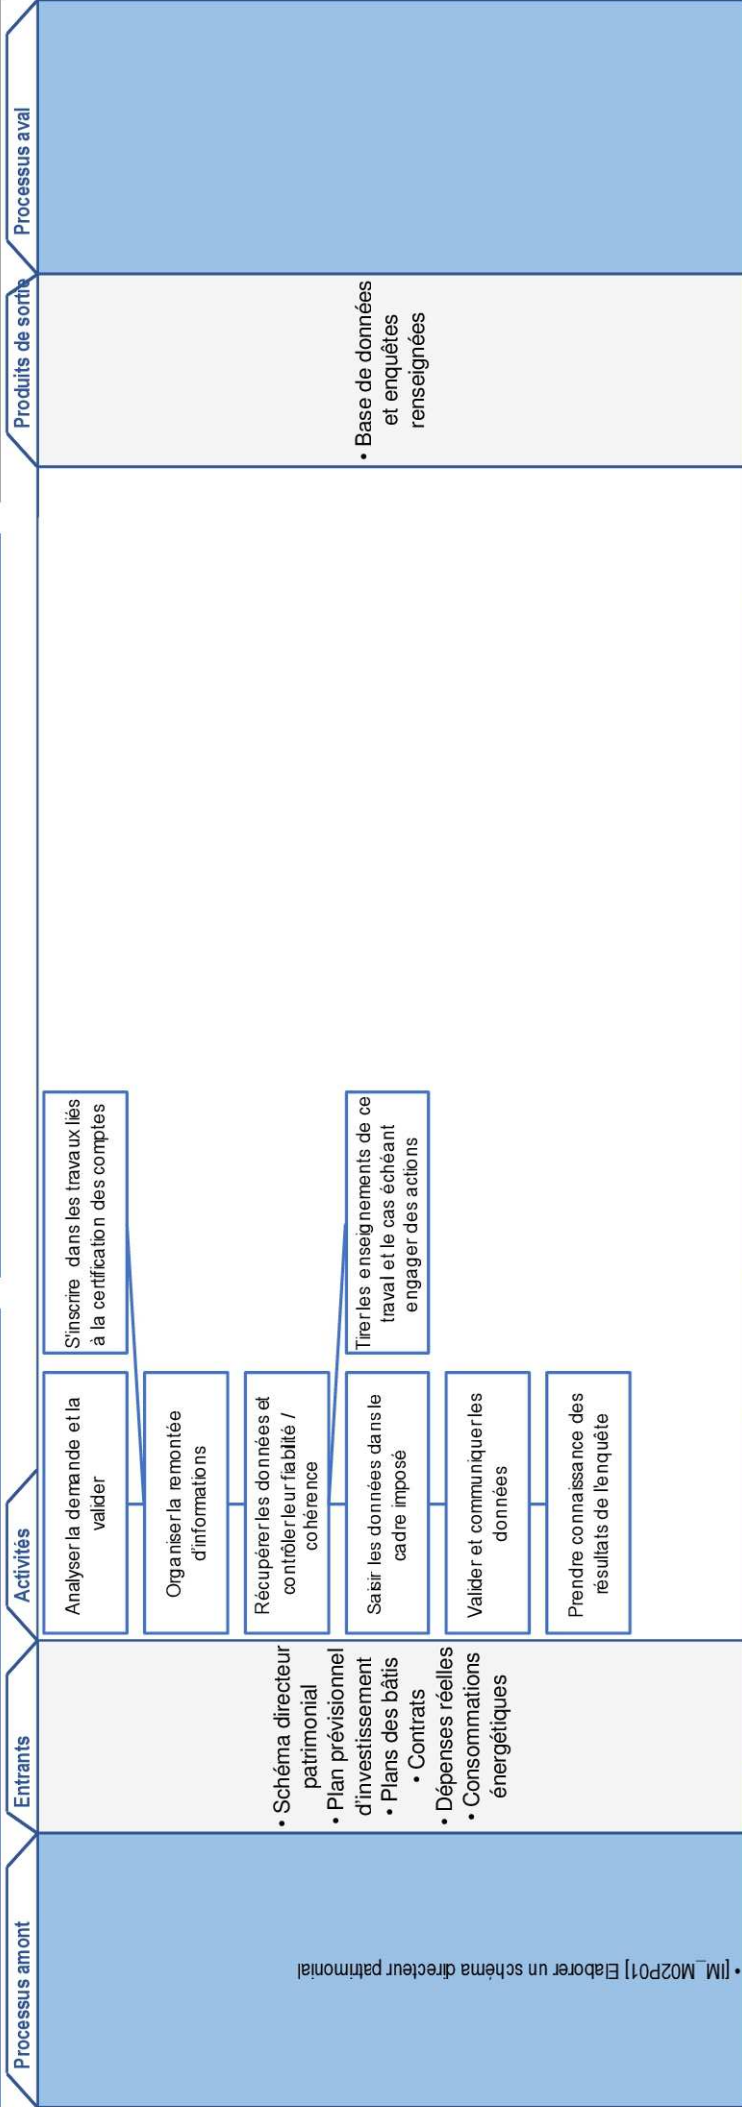 Processus amont
Entrants
Activités
Produits de sortie
Processus aval
• [IM_M02P01] Elaborer un schéma directeur patrimonial
• Schéma directeur
patrimonial
• Plan prévisionnel
d'investissement
• Plans des bâtis
• Contrats
• Dépenses réelles
• Consommations
énergétiques
Analyser la demande et la
valider
S'inscrire dans les travaux liés
à la certification des comptes
Organiser la remontée
d'informations
Récupérer les données et
contrôler leur fiabilité /
cohérence
Saisir les données dans le
cadre imposé
Tirer les enseignements de ce
travail et le cas échéant
engager des actions
Valider et communiquer les
données
Prendre connaissance des
résultats de l'enquête
• Base de données
et enquêtes
renseignées